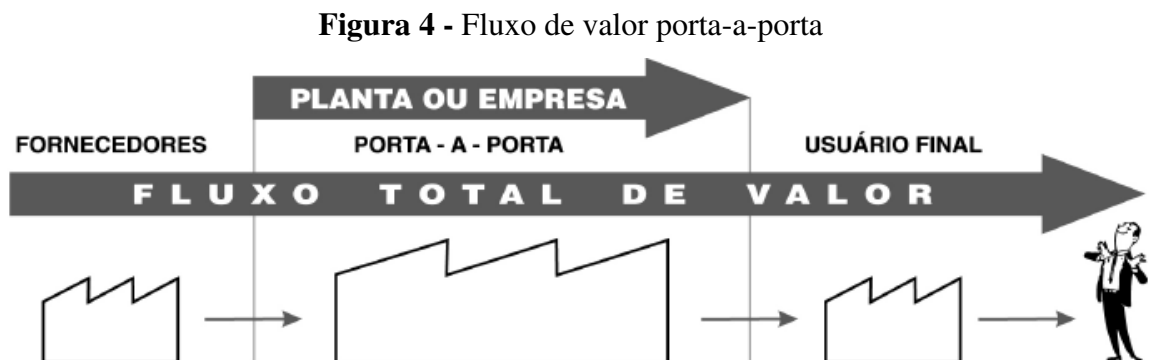 Figura 4 - Fluxo de valor porta-a-porta
PLANTA OU EMPRESA
FORNECEDORES
PORTA - A - PORTA
USUÁRIO FINAL
FLUXO TOTAL DE VALOR